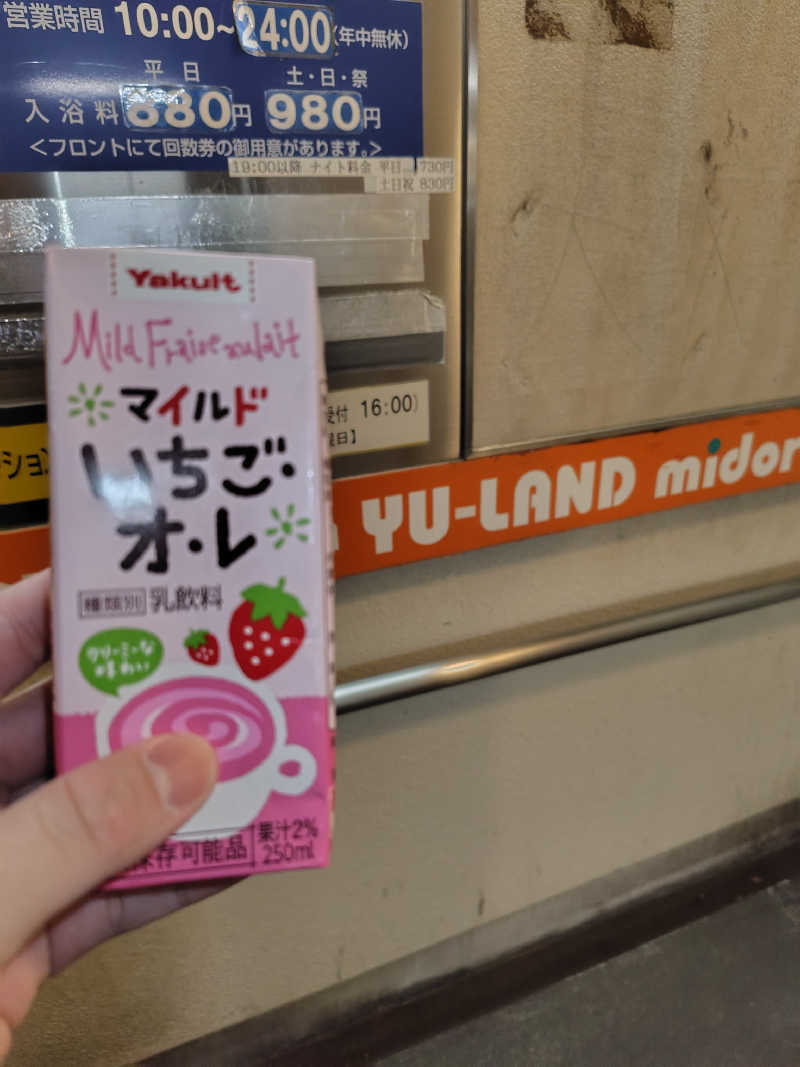 営業時間 10:00~24:00(年中無休)
平日 土・日・祭
入浴料 880円 980円
<フロントにて回数券の御用意があります。>
19:00以降 ナイト料金 平日 730円
土日祝 830円
Yakult
Mild Fraise au lait
マイルド
いちご・
オ・レ
種類別 乳飲料
クリーミーな
味わい
保存可能品
果汁2%
250ml
受付 16:00)
日】
ション
YU-LAND midor